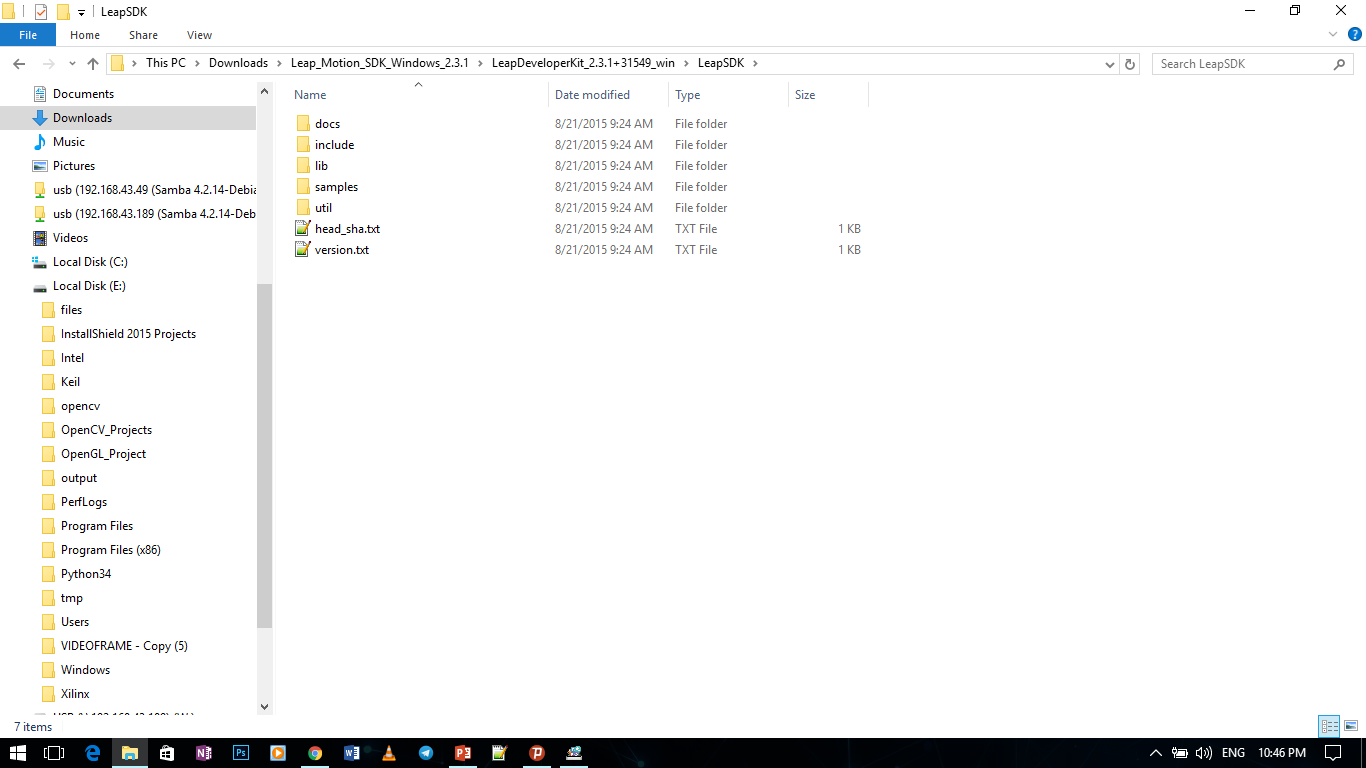 LeapSDK
File Home Share View
This PC Downloads Leap_Motion_SDK_Windows_2.3.1 LeapDeveloperKit_2.3.1+31549_win LeapSDK Search LeapSDK
Documents
Downloads
Music
Pictures
usb (192.168.43.49 (Samba 4.2.14-Debia
usb (192.168.43.189 (Samba 4.2.14-Deb
Videos
Local Disk (C:)
Local Disk (E:)
files
InstallShield 2015 Projects
Intel
Keil
opencv
OpenCV_Projects
OpenGL_Project
output
PerfLogs
Program Files
Program Files (x86)
Python34
tmp
Users
VIDEOFRAME - Copy (5)
Windows
Xilinx
Name Date modified Type Size
docs 8/21/2015 9:24 AM File folder
include 8/21/2015 9:24 AM File folder
lib 8/21/2015 9:24 AM File folder
samples 8/21/2015 9:24 AM File folder
util 8/21/2015 9:24 AM File folder
head_sha.txt 8/21/2015 9:24 AM TXT File 1 KB
version.txt 8/21/2015 9:24 AM TXT File 1 KB
7 items
ENG 10:46 PM